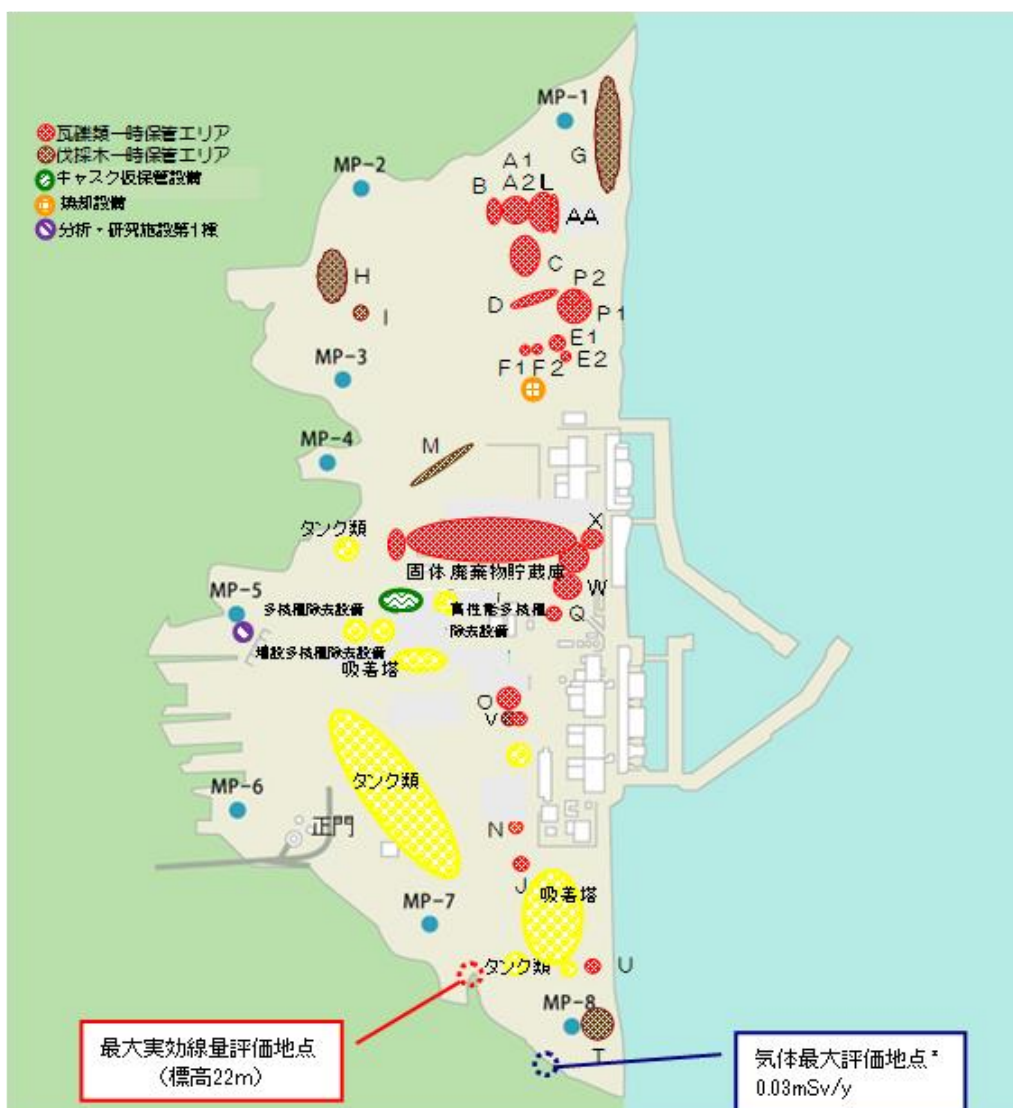 MP-1
瓦礫類一時保管エリア
伐採木一時保管エリア
キャスク仮保管設備
焼却設備
分析・研究施設第1棟
MP-2
G
A1
A2
L
B
AA
C
H
I
P2
D
P1
E1
F1
F2
E2
MP-3
MP-4
M
タンク類
X
固体廃棄物貯蔵庫
W
MP-5
多核種除去設備
高性能多核種
除去設備
Q
増設多核種除去設備
吸着塔
O
V
タンク類
MP-6
正門
N
J
吸着塔
MP-7
タンク類
U
MP-8
T
最大実効線量評価地点
(標高22m)
気体最大評価地点*
0.03mSv/y